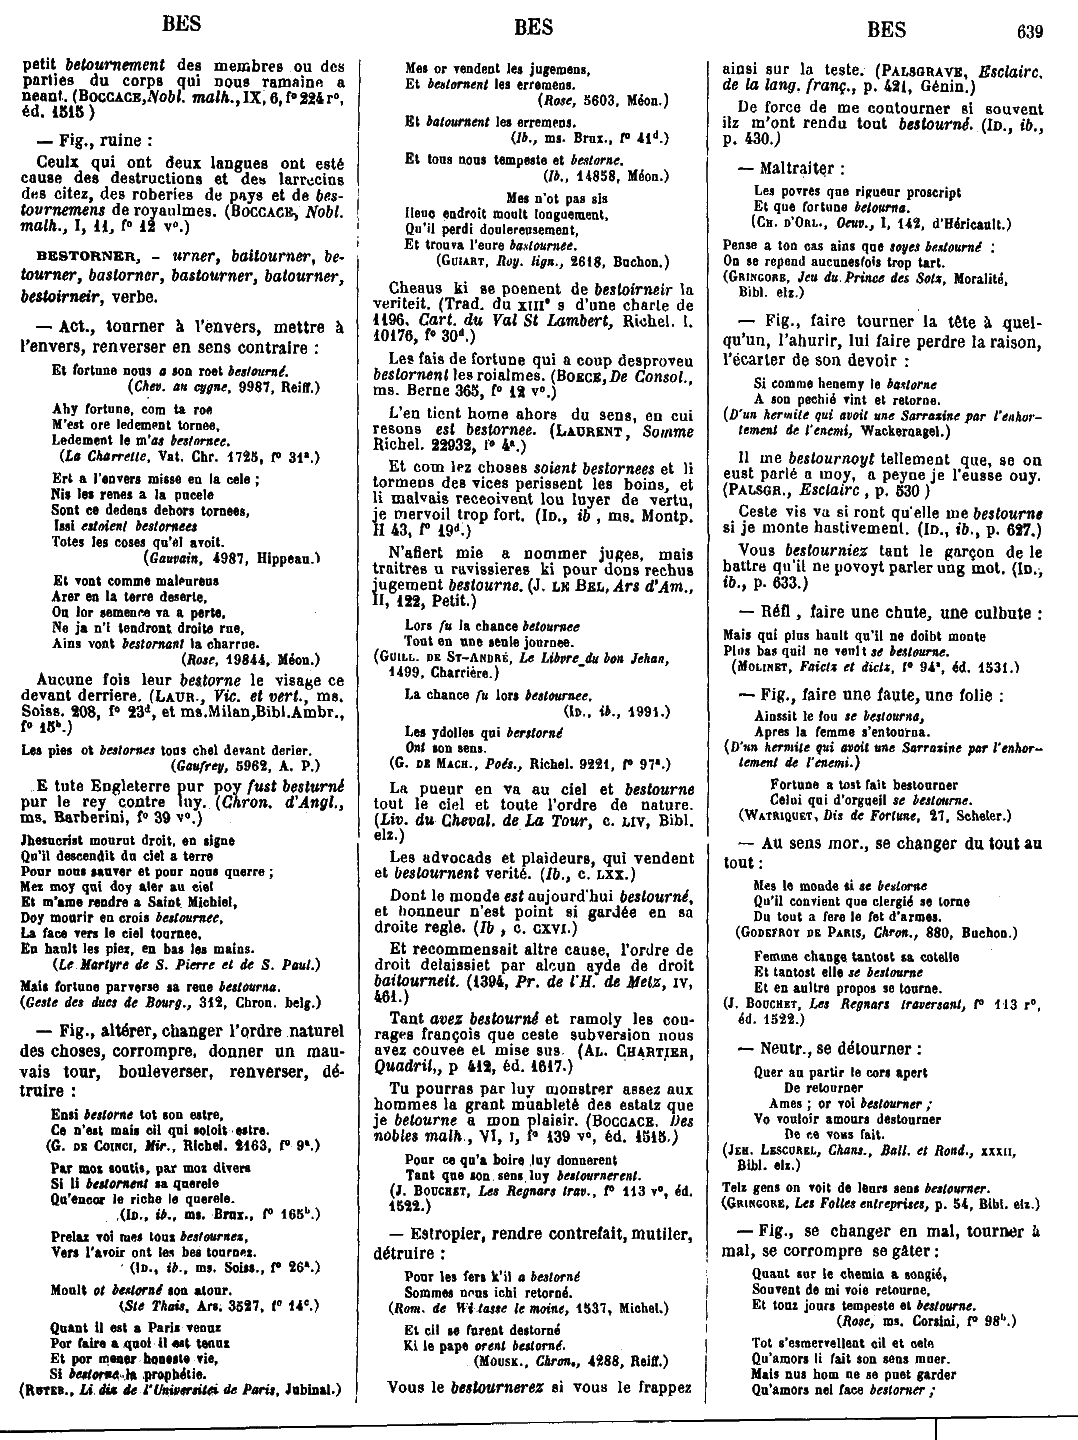 BES
BES
BES
639
petit betournement des membres ou des
parties du corps qui nous ramaine a
neant. (BOCCACE, Nobl. malh., IX, 6, f° 224 r°,
éd. 1515)
— Fig., ruine :
Ceulx qui ont deux langues ont esté
cause des destructions et des larrecins
des citez, des roberies de pays et de bes-
tournemens de royaulmes. (BOCCACE, Nobl.
malh., I, 11, f° 12 v°.)
BESTORNER, - urner, baitourner, be-
tourner, bastorner, bastourner, batourner,
bestoirneir, verbe.
— Act., tourner à l'envers, mettre à
l'envers, renverser en sens contraire :
Et fortune nous a son roet bestourné.
(Chev. au cygne, 9987, Reiff.)
Ahy fortune, com ta roe
M'est ore ledement tornee,
Ledement le m'as bestornee.
(La Charrette, Vat. Chr. 1725, f° 31ª.)
Ert a l'envers misse en la cele ;
Nis les renes a la pucele
Sont ce dedens dehors tornees,
Issi estoient bestornees
Totes les coses qu'el avoit.
(Gauvain, 4987, Hippeau.)
Et vont comme maleureus
Arer en la terre deserte,
Ou lor semence va a perte,
Ne ja n'i tendront droite rue,
Ains vont bestornant la charrue.
(Rose, 19844, Méon.)
Aucune fois leur bestorne le visage ce
devant derriere. (LAUR., Vic. et vert., ms.
Soiss. 208, f° 23ᵈ, et ms. Milan, Bibl. Ambr.,
f° 15ᵇ.)
Les pies ot bestornes tous chel devant derier.
(Gaufrey, 5962, A. P.)
E tute Engleterre pur poy fust besturné
pur le rey contre luy. (Chron. d'Angl.,
ms. Barberini, f° 39 v°.)
Jhesucrist mourut droit, en signe
Qu'il descendit du ciel a terre
Pour nous sauver et pour nous querre ;
Mez moy qui doy aler au ciel
Et m'ame rendre a Saint Michiel,
Doy mourir en crois bestournee,
La face vers le ciel tournee,
En hault les piez, en bas les mains.
(Le Martyre de S. Pierre et de S. Paul.)
Mais fortune parverse sa reue bestourna.
(Geste des ducs de Bourg., 312, Chron. belg.)
— Fig., altérer, changer l'ordre naturel
des choses, corrompre, donner un mau-
vais tour, bouleverser, renverser, dé-
truire :
Ensi bestorne tot son estre,
Ce n'est mais cil qui soloit estre.
(G. DE COINCI, Mir., Richel. 2163, f° 9ª.)
Par moz soutis, par moz divers
Si li bestornent sa querele
Qu'encor le riche le querele.
(ID., ib., ms. Brux., f° 165ᵇ.)
Prelaz voi mes touz bestournez,
Vers l'avoir ont les bes tournez.
(ID., ib., ms. Soiss., f° 26ª.)
Moult ot bestorné son atour.
(Ste Thais, Ars. 3527, f° 14ᶜ.)
Quant il est a Paris venuz
Por faire a quoi il est tenuz
Et por mener honeste vie,
Si bestorne la prophétie.
(RUTEB., Li diz de l'Universitei de Paris, Jubinal.)
Mes or vendent les jugemens,
Et bestornent les erremens.
(Rose, 5603, Méon.)
Et batournent les erremens.
(Ib., ms. Brux., f° 41ᵈ.)
Et tous nous tempeste et bestorne.
(Ib., 14858, Méon.)
Mes n'ot pas sis
Ileuc endroit moult longuement,
Qu'il perdi doulereusement,
Et trouva l'eure bastournee.
(GUIART, Roy. lign., 2618, Buchon.)
Cheaus ki se poenent de bestoirneir la
veriteit. (Trad. du XIIIᵉ s d'une charte de
1196, Cart. du Val St Lambert, Richel. l.
10176, f° 30ᵈ.)
Les fais de fortune qui a coup desproveu
bestornent les roialmes. (BOECE, De Consol.,
ms. Berne 365, f° 12 v°.)
L'en tient home ahors du sens, en cui
resons est bestornee. (LAURENT, Somme
Richel. 22932, f° 4ª.)
Et com lez choses soient bestornees et li
tormens des vices perissent les boins, et
li malvais receoivent lou luyer de vertu,
je mervoil trop fort. (ID., ib, ms. Montp.
H 43, f° 19ᵈ.)
N'afiert mie a nommer juges, mais
traitres u ravissieres ki pour dons rechus
jugement bestourne. (J. LE BEL, Ars d'Am.,
II, 122, Petit.)
Lors fu la chance betournee
Tout en une seule journee.
(GUILL. DE ST-ANDRÉ, Le Libvre du bon Jehan,
1499, Charrière.)
La chance fu lors bestournee.
(ID., ib., 1991.)
Les ydolles qui berstorné
Ont son sens.
(G. DE MACH., Poés., Richel. 9221, f° 97ª.)
La pueur en va au ciel et bestourne
tout le ciel et toute l'ordre de nature.
(Liv. du Cheval. de La Tour, c. LIV, Bibl.
elz.)
Les advocads et plaideurs, qui vendent
et bestournent verité. (Ib., c. LXX.)
Dont le monde est aujourd'hui bestourné,
et honneur n'est point si gardée en sa
droite regle. (Ib, c. CXVI.)
Et recommensait altre cause, l'ordre de
droit delaissiet par alcun ayde de droit
baitourneit. (1394, Pr. de l'H. de Metz, IV,
461.)
Tant avez bestourné et ramoly les cou-
rages françois que ceste subversion nous
avez couvee et mise sus. (AL. CHARTIER,
Quadril,, p 412, éd. 1617.)
Tu pourras par luy monstrer assez aux
hommes la grant müableté des estatz que
je betourne a mon plaisir. (BOCCACE. Des
nobles malh., VI, 1, f° 139 v°, éd. 1515.)
Pour ce qu'a boire luy donnerent
Tant que son sens luy bestournerent.
(J. BOUCHET, Les Regnars trav., f° 113 v°, éd.
1522.)
— Estropier, rendre contrefait, mutiler,
détruire :
Pour les fers k'il a bestorné
Sommes nous ichi retorné.
(Rom. de Witasse le moine, 1537, Michel.)
Et cil se furent destorné
Ki le pape orent bestorné.
(MOUSK., Chron., 4288, Reiff.)
Vous le bestournerez si vous le frappez
ainsi sur la teste. (PALSGRAVE, Esclairc.
de la lang. franç., p. 421, Génin.)
De force de me contourner si souvent
ilz m'ont rendu tout bestourné. (ID., ib.,
p. 430.)
— Maltraiter :
Les povres que rigueur proscript
Et que fortune betourna.
(CH. D'ORL., Oeuv., I, 142, d'Héricault.)
Pense a ton cas ains que soyes bestourné :
On se repend aucunesfois trop tart.
(GRINGORE, Jeu du Prince des Sotz, Moralité,
Bibl. elz.)
— Fig., faire tourner la tête à quel-
qu'un, l'ahurir, lui faire perdre la raison,
l'écarter de son devoir :
Si comme henemy le bastorne
A son pechié vint et retorne.
(D'un hermite qui avoit une Sarrazine par l'enhor-
tement de l'enemi, Wackernagel.)
Il me bestournoyt tellement que, se on
eust parlé a moy, a peyne je l'eusse ouy.
(PALSGR., Esclairc, p. 530)
Ceste vis va si ront qu'elle me bestourne
si je monte hastivement. (ID., ib., p. 627.)
Vous bestourniez tant le garçon de le
battre qu'il ne povoyt parler ung mot. (ID.,
ib., p. 633.)
— Réfl, faire une chute, une culbute :
Mais qui plus hault qu'il ne doibt monte
Plus bas quil ne veult se bestourne.
(MOLINET, Faictz et dictz, f° 94ª, éd. 1531.)
— Fig., faire une faute, une folie :
Ainssit le fou se bestourna,
Apres la femme s'entourna.
(D'un hermite qui avoit une Sarrazine par l'enhor-
tement de l'enemi.)
Fortune a tost fait bestourner
Celui qui d'orgueil se bestourne.
(WATRIQUET, Dis de Fortune, 27, Scheler.)
— Au sens mor., se changer du tout au
tout :
Mes le monde si se bestorne
Qu'il convient que clergié se torne
Du tout a fere le fet d'armes.
(GODEFROY DE PARIS, Chron., 880, Buchon.)
Femme change tantost sa cotelle
Et tantost elle se bestourne
Et en aultre propos se tourne.
(J. BOUCHET, Les Regnars traversant, f° 113 r°,
éd. 1522.)
— Neutr., se détourner :
Quer au partir le cors apert
De retourner
Ames ; or voi bestourner ;
Vo vouloir amours destourner
De ce vous fait.
(JEH. LESCUREL, Chans., Ball. et Rond., XXXII,
Bibl. elz.)
Telz gens on voit de leurs sens bestourner.
(GRINGORE, Les Folles entreprises, p. 54, Bibl. elz.)
— Fig., se changer en mal, tourner à
mal, se corrompre se gâter :
Quant sur le chemin a songié,
Souvent de mi voie retourne,
Et touz jours tempeste et bestourne.
(Rose, ms. Corsini, f° 98ᵇ.)
Tot s'esmervellent cil et cele
Qu'amors li fait son sens muer.
Mais nus hom ne se puet garder
Qu'amors nel face bestorner ;